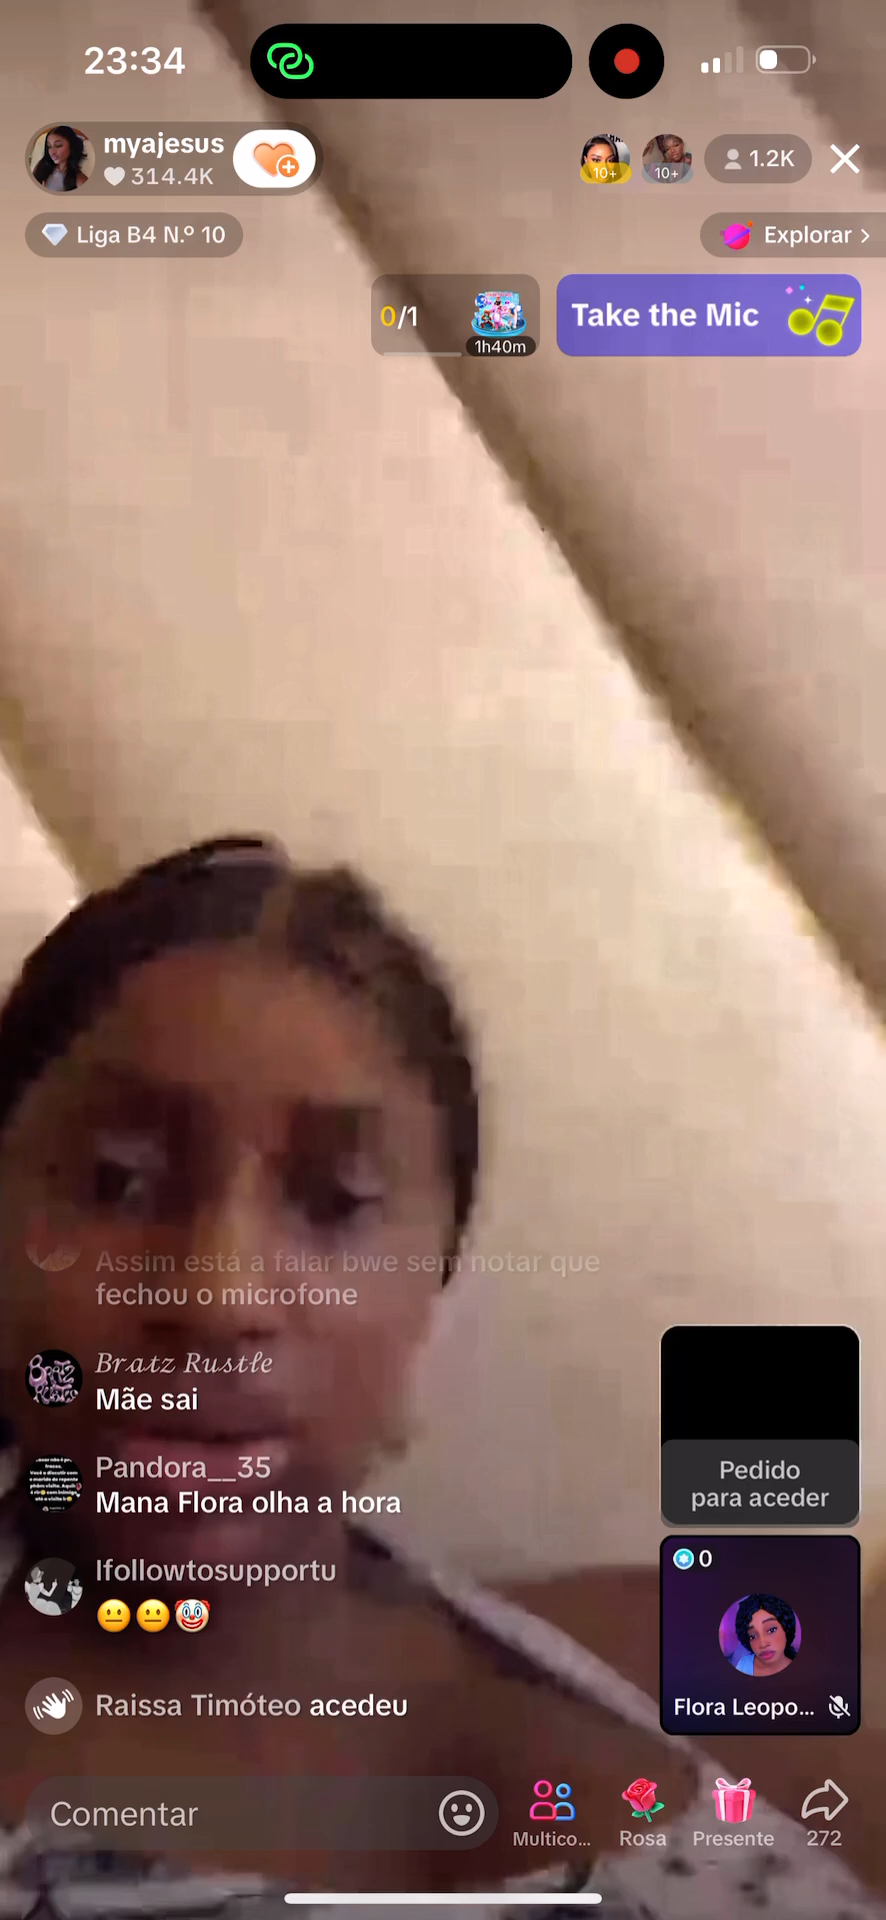 23:34
myajesus
314.4K
10+
10+
1.2K
Liga B4 N.º 10
Explorar
0/1
1h40m
Take the Mic
Assim está a falar bwe sem notar que
fechou o microfone
Bratz Rustle
Mãe sai
Pandora__35
Mana Flora olha a hora
Ifollowtosupportu
😐😐🤡
Raissa Timóteo acedeu
Pedido
para aceder
0
Flora Leopo...
Comentar
Multico...
Rosa
Presente
272